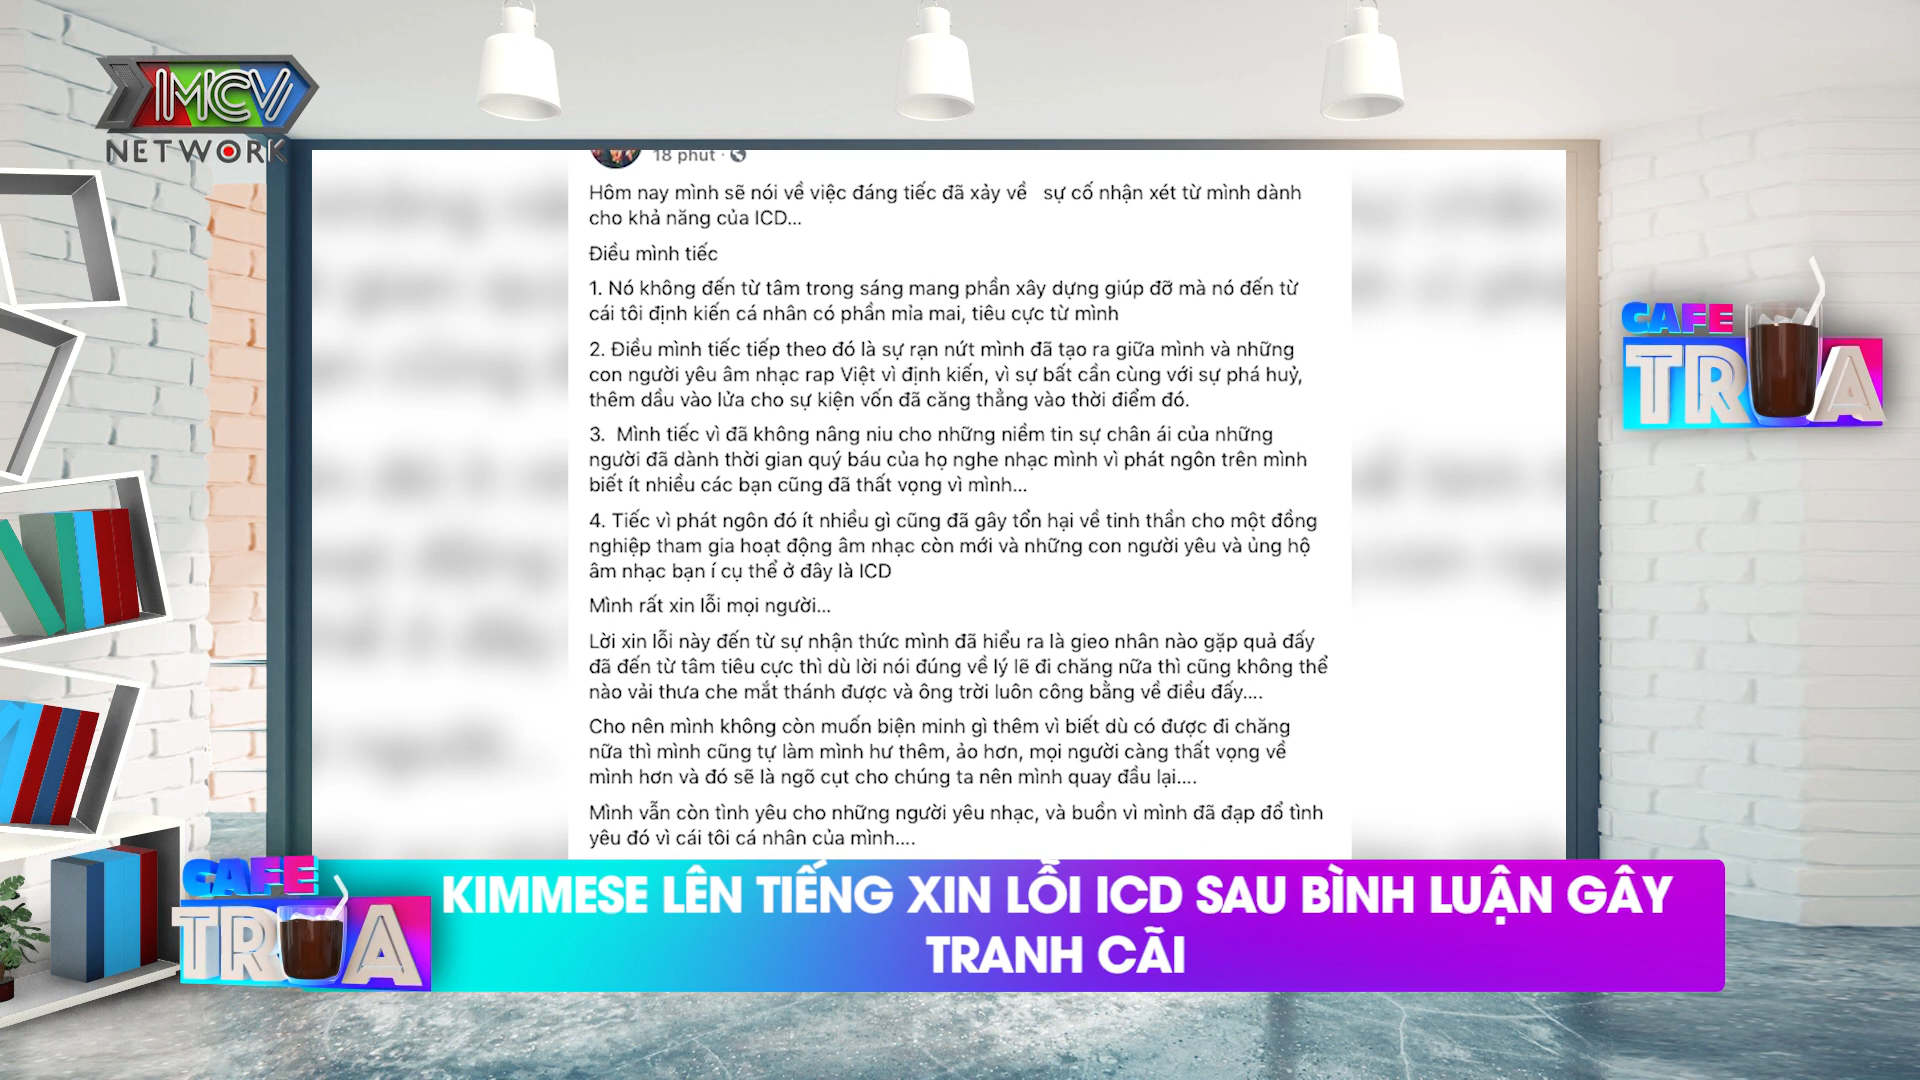 MCV
NETWORK
18 phút
Hôm nay mình sẽ nói về việc đáng tiếc đã xảy về sự cố nhận xét từ mình dành
cho khả năng của ICD...
Điều mình tiếc
1. Nó không đến từ tâm trong sáng mang phần xây dựng giúp đỡ mà nó đến từ
cái tôi định kiến cá nhân có phần mỉa mai, tiêu cực từ mình
2. Điều mình tiếc tiếp theo đó là sự rạn nứt mình đã tạo ra giữa mình và những
con người yêu âm nhạc rap Việt vì định kiến, vì sự bất cẩn cùng với sự phá huỷ,
thêm dầu vào lửa cho sự kiện vốn đã căng thẳng vào thời điểm đó.
3. Mình tiếc vì đã không nâng niu cho những niềm tin sự chân ái của những
người đã dành thời gian quý báu của họ nghe nhạc mình vì phát ngôn trên mình
biết ít nhiều các bạn cũng đã thất vọng vì mình...
4. Tiếc vì phát ngôn đó ít nhiều gì cũng đã gây tổn hại về tinh thần cho một đồng
nghiệp tham gia hoạt động âm nhạc còn mới và những con người yêu và ủng hộ
âm nhạc bạn í cụ thể ở đây là ICD
Mình rất xin lỗi mọi người...
Lời xin lỗi này đến từ sự nhận thức mình đã hiểu ra là gieo nhân nào gặp quả đấy
đã đến từ tâm tiêu cực thì dù lời nói đúng về lý lẽ đi chăng nữa thì cũng không thể
nào vải thưa che mắt thánh được và ông trời luôn công bằng về điều đấy....
Cho nên mình không còn muốn biện minh gì thêm vì biết dù có được đi chăng
nữa thì mình cũng tự làm mình hư thêm, ảo hơn, mọi người càng thất vọng về
mình hơn và đó sẽ là ngõ cụt cho chúng ta nên mình quay đầu lại....
Mình vẫn còn tình yêu cho những người yêu nhạc, và buồn vì mình đã đạp đổ tình
yêu đó vì cái tôi cá nhân của mình....
CAFE
TRƯA
CAFE
TRƯA
KIMMESE LÊN TIẾNG XIN LỖI ICD SAU BÌNH LUẬN GÂY
TRANH CÃI